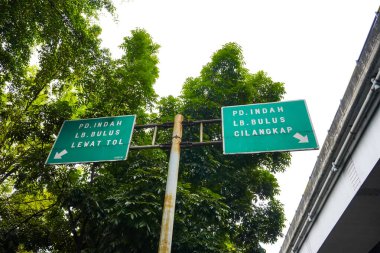 PD.INDAH
LB.BULUS
LEWAT TOL
PD.INDAH
LB.BULUS
CILANGKAP